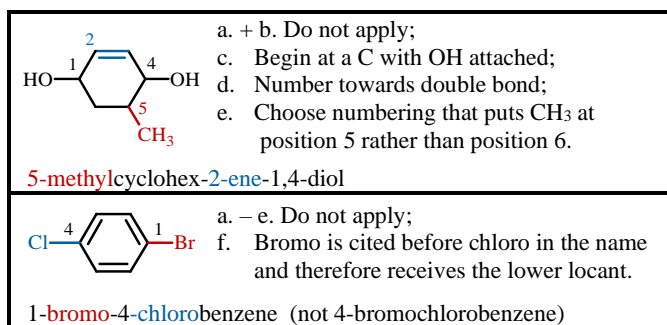 a. + b. Do not apply;
c. Begin at a C with OH attached;
d. Number towards double bond;
e. Choose numbering that puts CH₃ at
position 5 rather than position 6.
2
1
4
HO
OH
5
CH₃
5-methylcyclohex-2-ene-1,4-diol
a. – e. Do not apply;
f. Bromo is cited before chloro in the name
and therefore receives the lower locant.
4
1
Cl
Br
1-bromo-4-chlorobenzene (not 4-bromochlorobenzene)